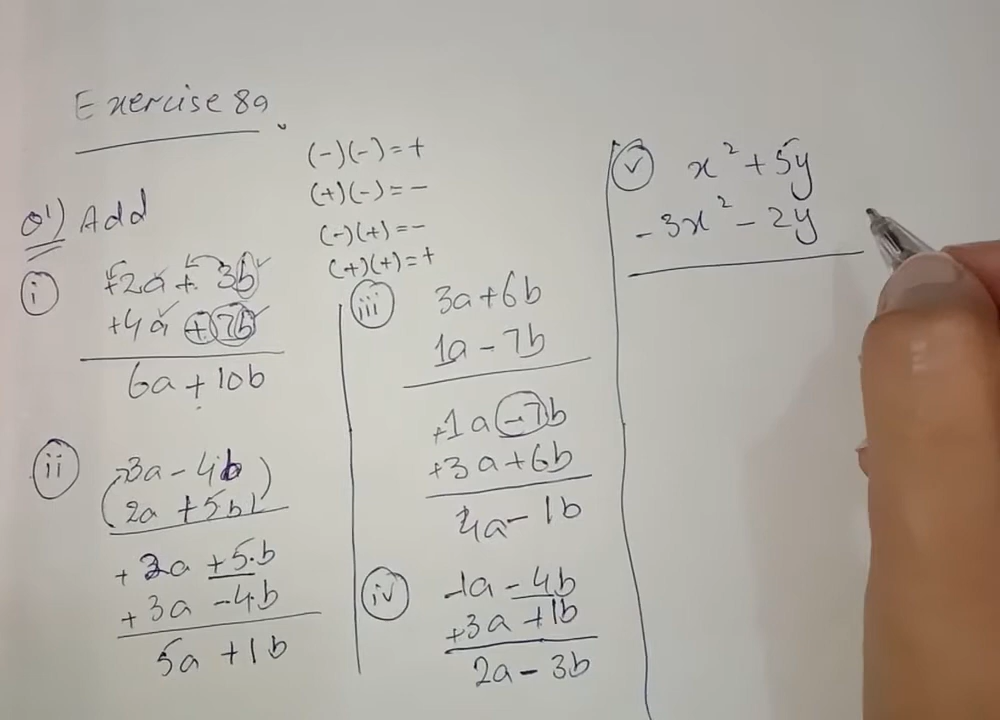 Exercise 8a.
Q1) Add
(-)(-) = +
(+)(-) = -
(-)(+) = -
(+)(+) = +
i
+2a + 3b
+4a + 7b
6a + 10b
ii
3a - 4b
2a + 5b
+ 2a + 5b
+ 3a - 4b
5a + 1b
iii
3a + 6b
1a - 7b
+1a - 7b
+3a + 6b
4a - 1b
iv
-1a - 4b
+3a + 1b
2a - 3b
v
x² + 5y
- 3x² - 2y